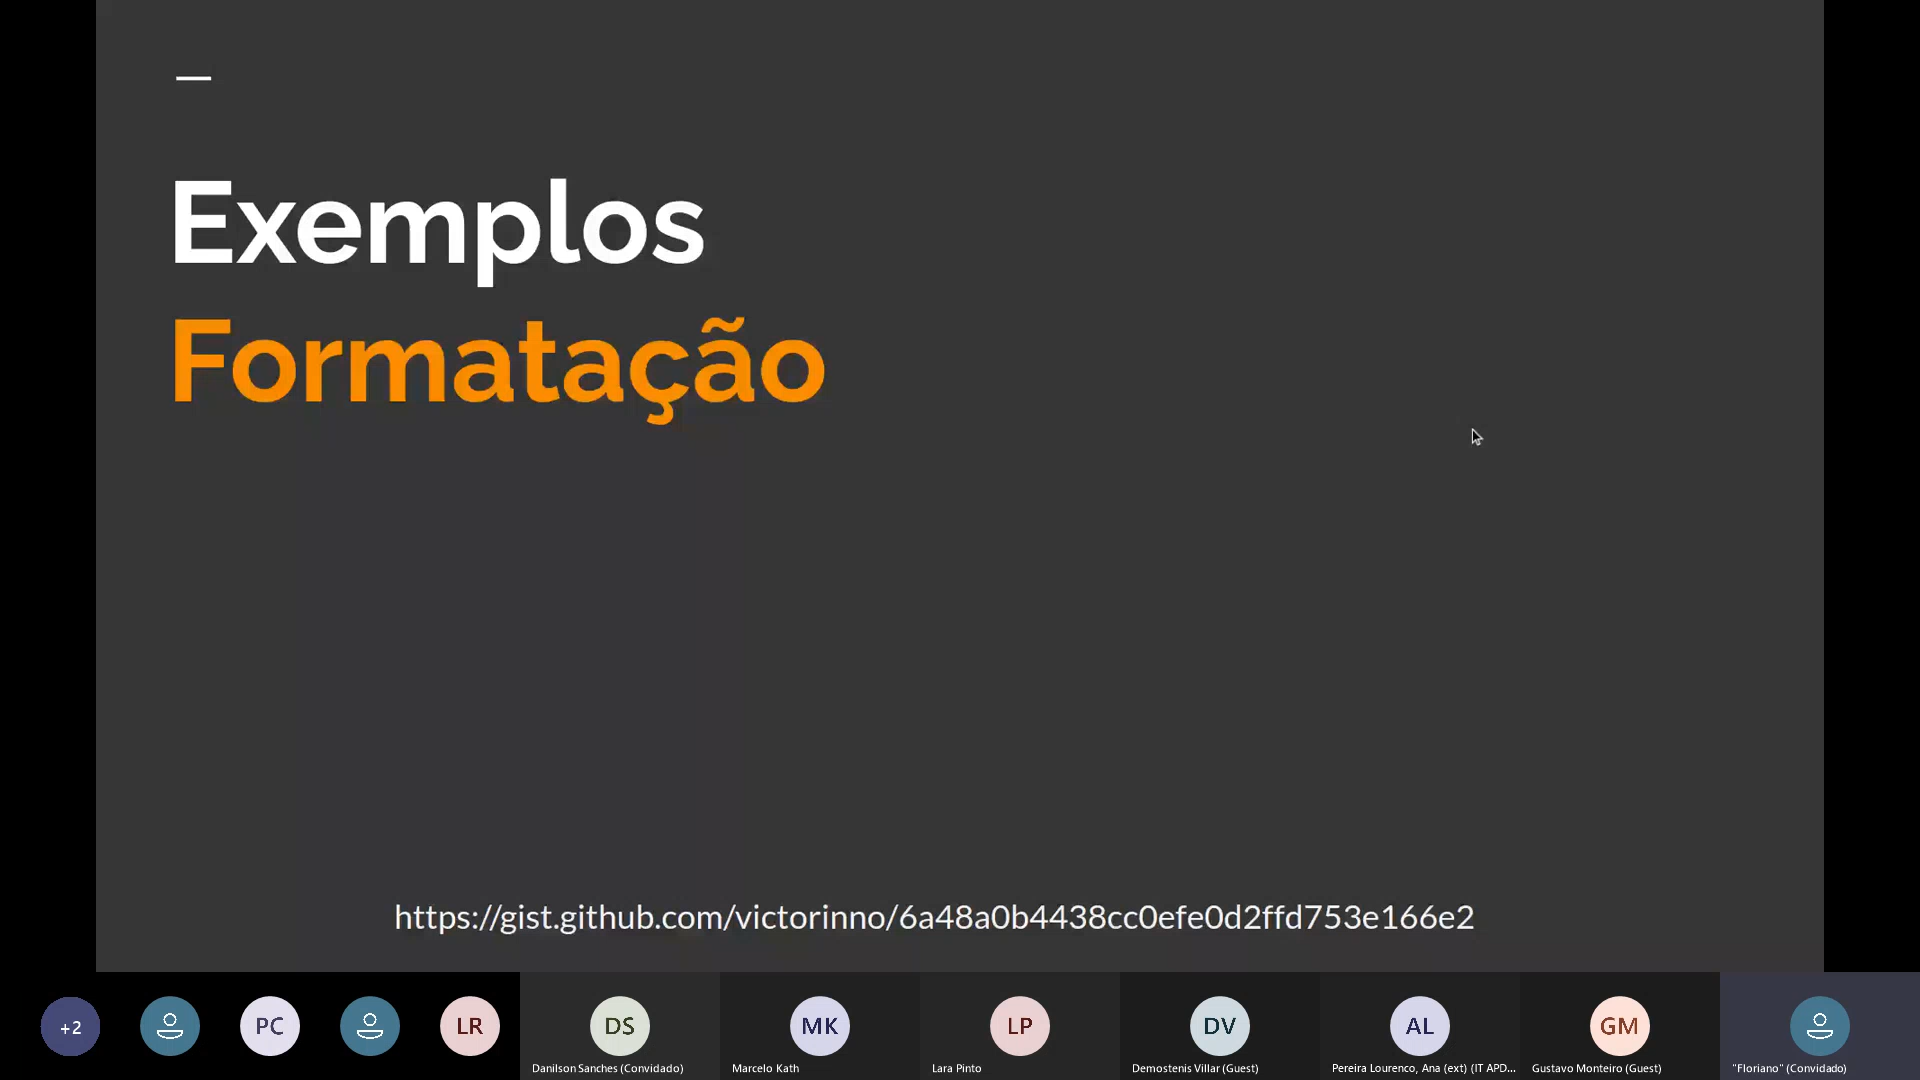 Exemplos
Formatação
https://gist.github.com/victorinno/6a48a0b4438cc0efe0d2ffd753e166e2
+2
PC
LR
DS
MK
LP
DV
AL
GM
Danilson Sanches (Convidado)
Marcelo Kath
Lara Pinto
Demostenis Villar (Guest)
Pereira Lourenco, Ana (ext) (IT APD...
Gustavo Monteiro (Guest)
"Floriano" (Convidado)